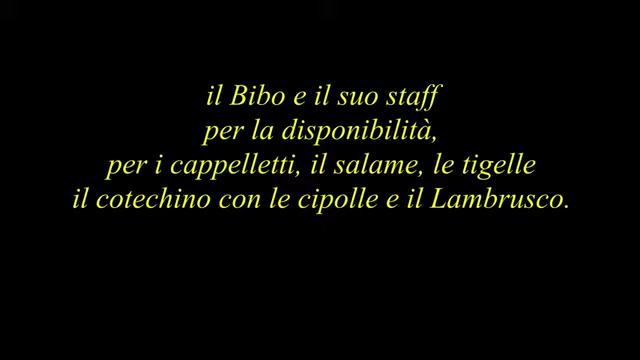 il Bibo e il suo staff
per la disponibilità,
per i cappelletti, il salame, le tigelle
il cotechino con le cipolle e il Lambrusco.